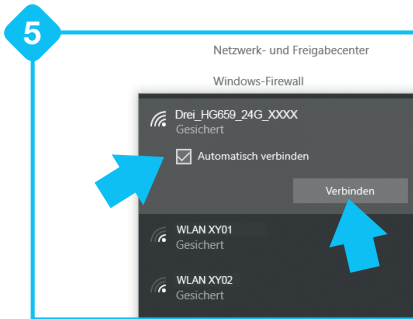 5
Netzwerk- und Freigabecenter
Windows-Firewall
Drei_HG659_24G_XXXX
Gesichert
Automatisch verbinden
Verbinden
WLAN XY01
Gesichert
WLAN XY02
Gesichert